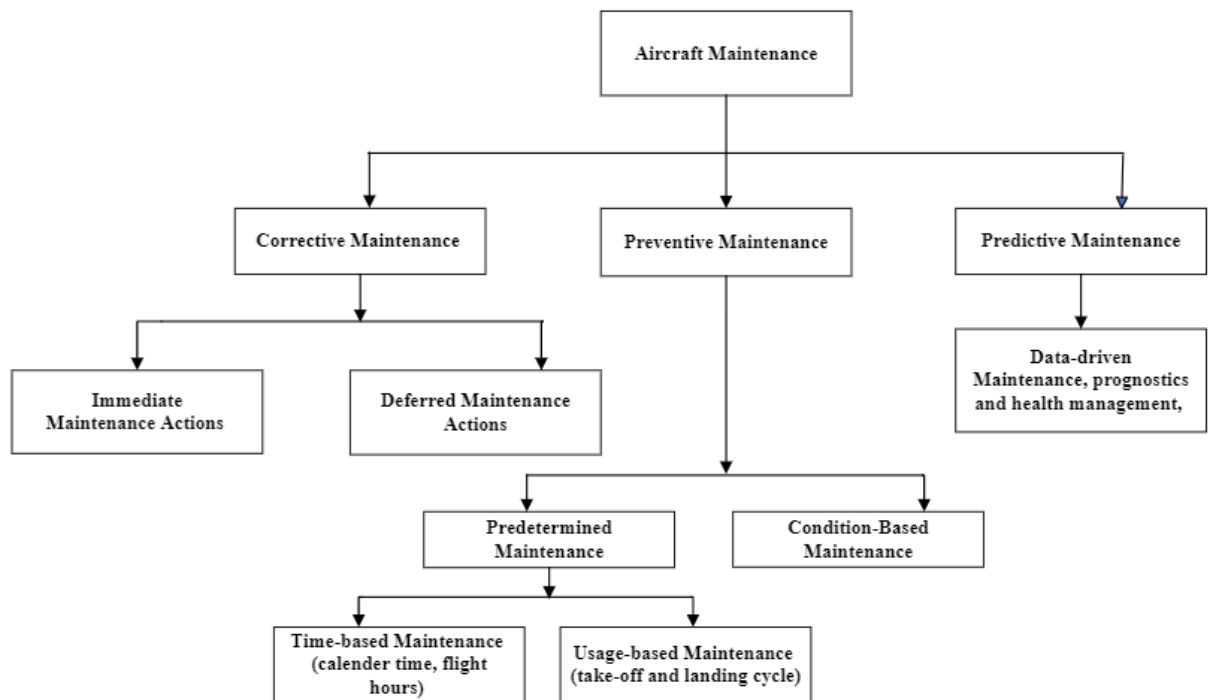 Aircraft Maintenance
Corrective Maintenance
Preventive Maintenance
Predictive Maintenance
Immediate
Maintenance Actions
Deferred Maintenance
Actions
Data-driven
Maintenance, prognostics
and health management,
Predetermined
Maintenance
Condition-Based
Maintenance
Time-based Maintenance
(calender time, flight
hours)
Usage-based Maintenance
(take-off and landing cycle)